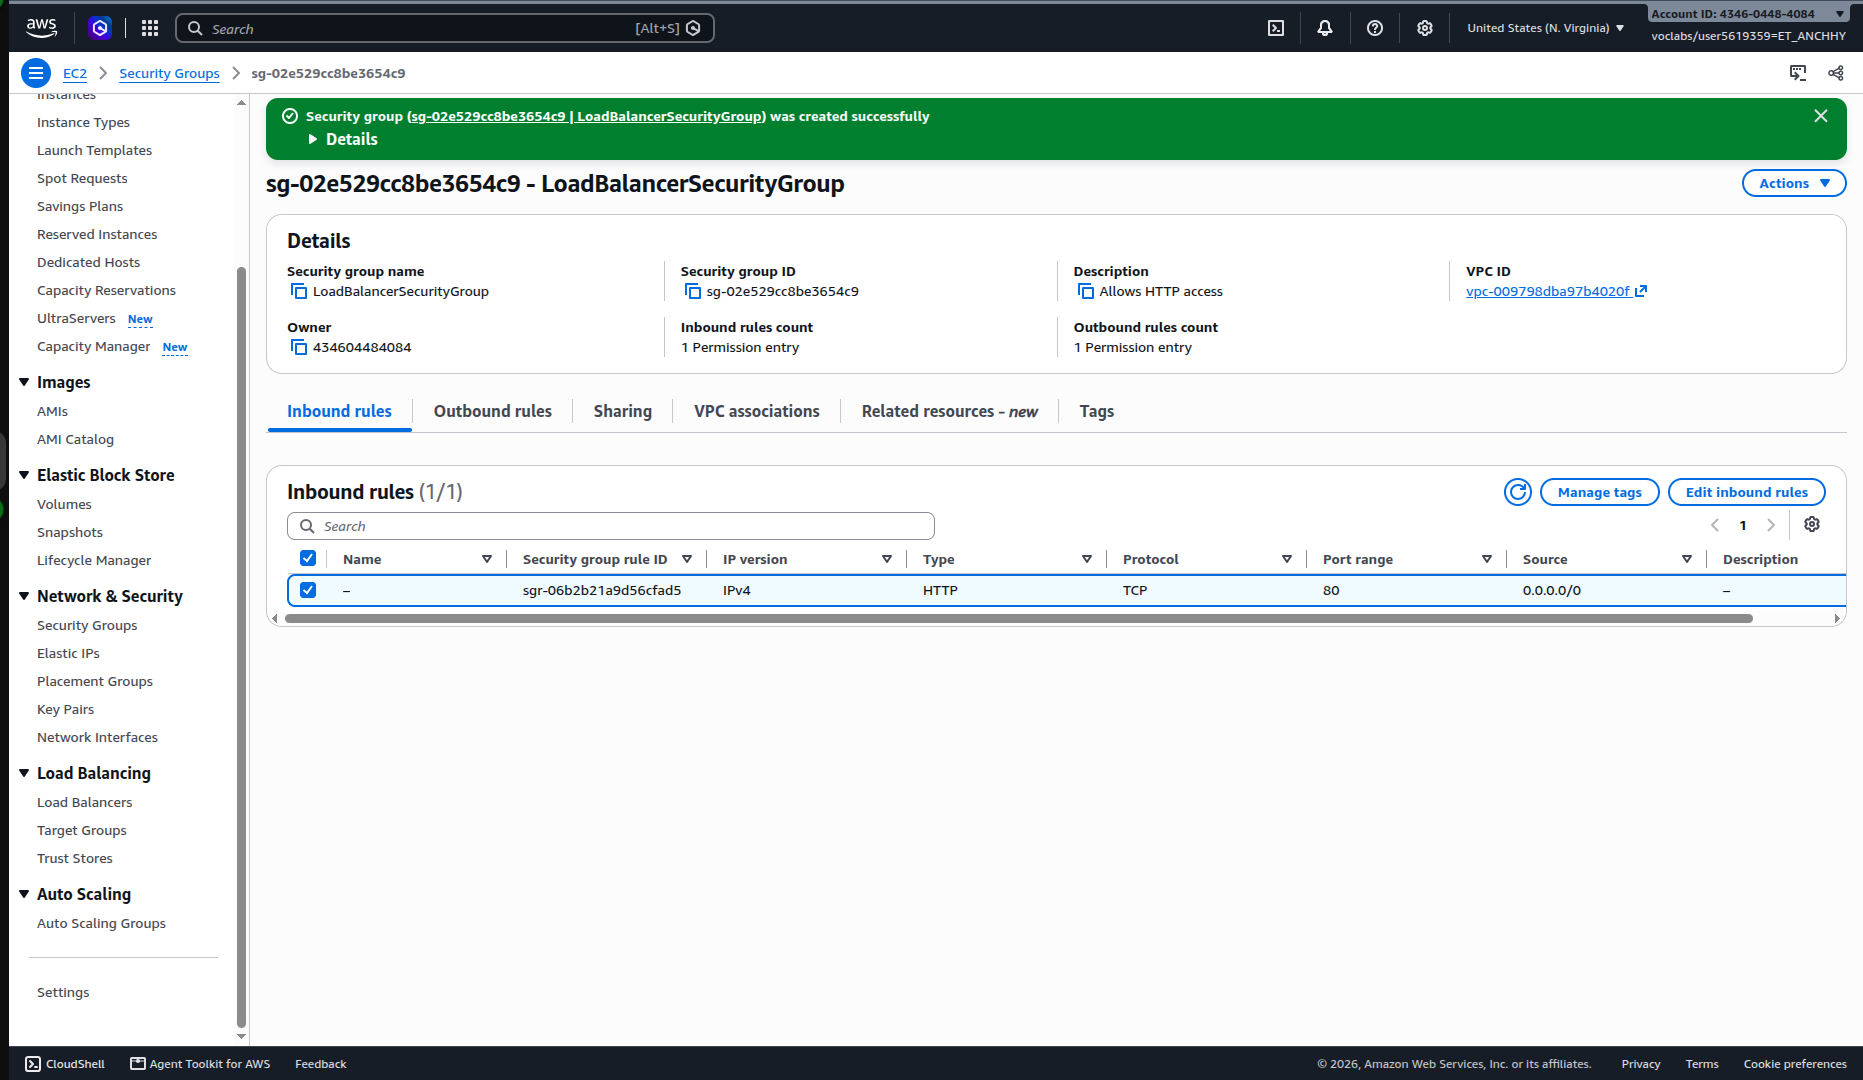 aws
Search [Alt+S]
United States (N. Virginia)
Account ID: 4346-0448-4084
voclabs/user5619359=ET_ANCHHY
EC2 Security Groups sg-02e529cc8be3654c9
Instances
Instance Types
Launch Templates
Spot Requests
Savings Plans
Reserved Instances
Dedicated Hosts
Capacity Reservations
UltraServers New
Capacity Manager New
Images
AMIs
AMI Catalog
Elastic Block Store
Volumes
Snapshots
Lifecycle Manager
Network & Security
Security Groups
Elastic IPs
Placement Groups
Key Pairs
Network Interfaces
Load Balancing
Load Balancers
Target Groups
Trust Stores
Auto Scaling
Auto Scaling Groups
Settings
Security group (sg-02e529cc8be3654c9 | LoadBalancerSecurityGroup) was created successfully
Details
sg-02e529cc8be3654c9 - LoadBalancerSecurityGroup
Actions
Details
Security group name Security group ID Description VPC ID
LoadBalancerSecurityGroup sg-02e529cc8be3654c9 Allows HTTP access vpc-009798dba97b4020f
Owner Inbound rules count Outbound rules count
434604484084 1 Permission entry 1 Permission entry
Inbound rules Outbound rules Sharing VPC associations Related resources - new Tags
Inbound rules (1/1) Manage tags Edit inbound rules
Search 1
Name Security group rule ID IP version Type Protocol Port range Source Description
– sgr-06b2b21a9d56cfad5 IPv4 HTTP TCP 80 0.0.0.0/0 –
CloudShell Agent Toolkit for AWS Feedback © 2026, Amazon Web Services, Inc. or its affiliates. Privacy Terms Cookie preferences